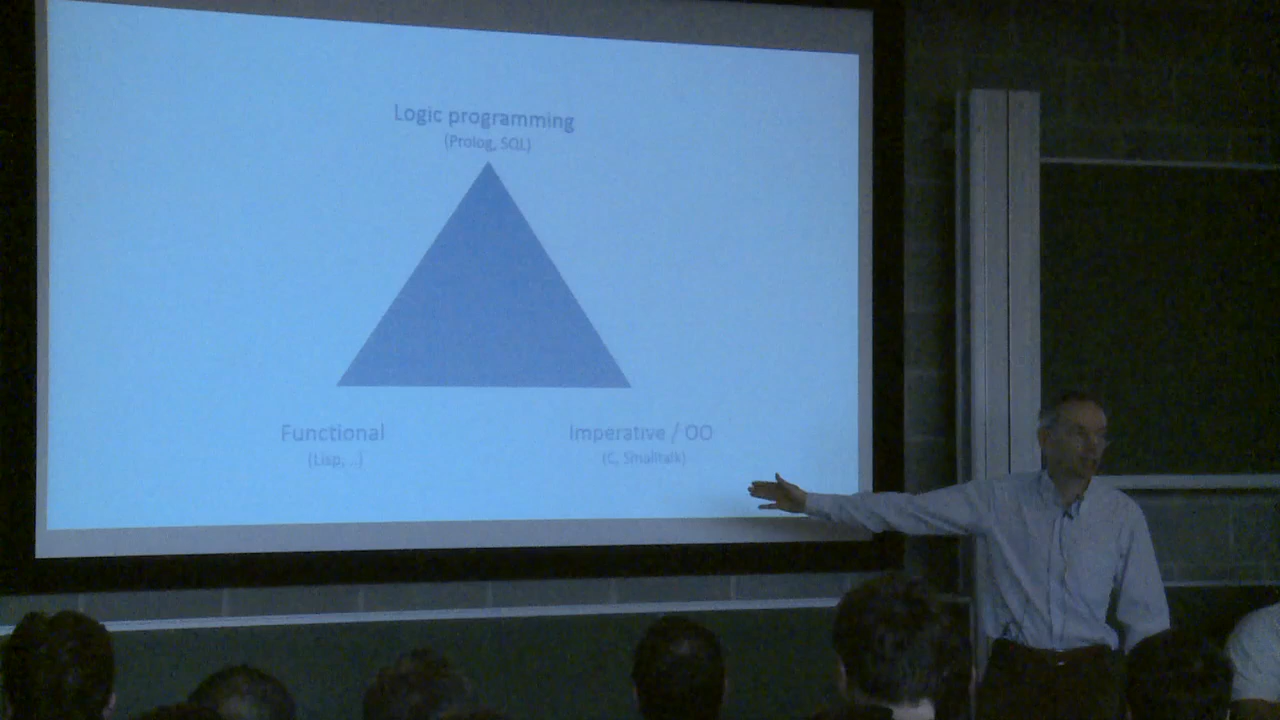 Logic programming
(Prolog, SQL)
Functional
Imperative / OO
(Lisp, ..)
(C, Smalltalk)